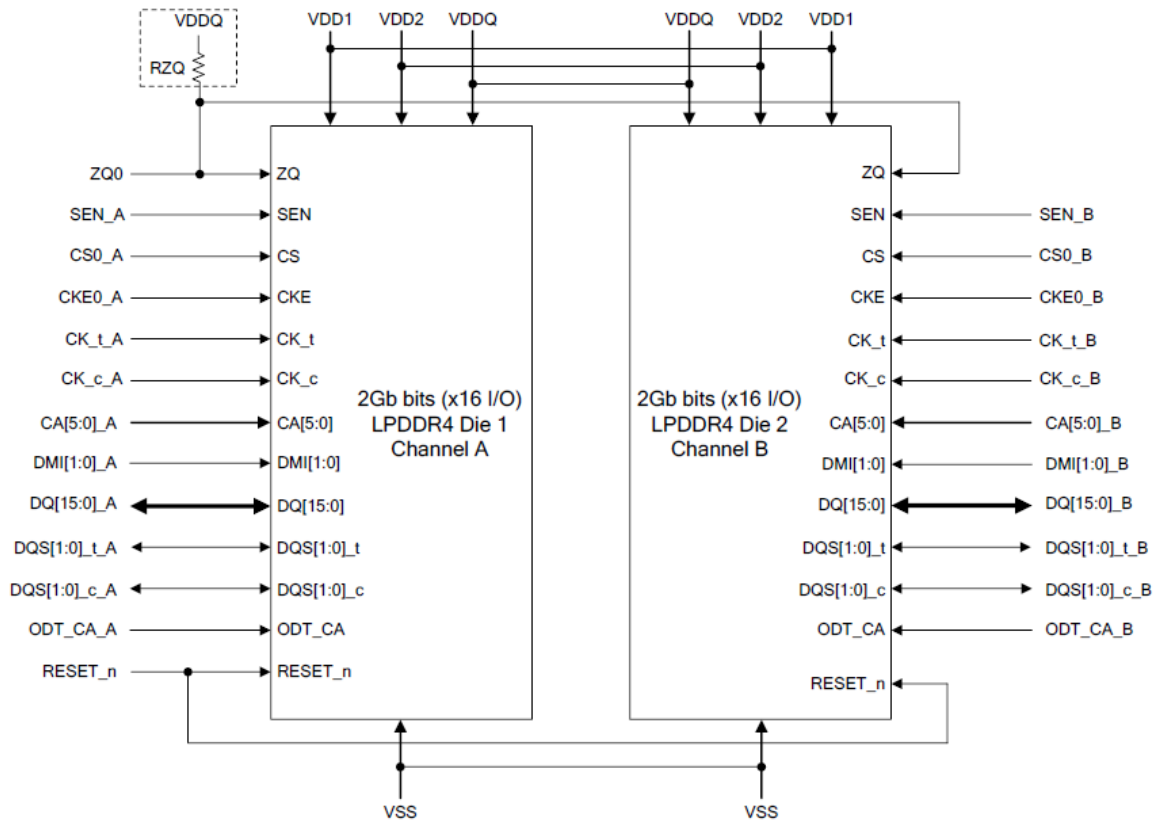 VDDQ
RZQ
VDD1 VDD2 VDDQ VDDQ VDD2 VDD1
ZQ0 ZQ ZQ
SEN_A SEN SEN SEN_B
CS0_A CS CS CS0_B
CKE0_A CKE CKE CKE0_B
CK_t_A CK_t CK_t CK_t_B
CK_c_A CK_c CK_c CK_c_B
2Gb bits (x16 I/O) 2Gb bits (x16 I/O)
CA[5:0]_A CA[5:0] LPDDR4 Die 1 LPDDR4 Die 2 CA[5:0] CA[5:0]_B
Channel A Channel B
DMI[1:0]_A DMI[1:0] DMI[1:0] DMI[1:0]_B
DQ[15:0]_A DQ[15:0] DQ[15:0] DQ[15:0]_B
DQS[1:0]_t_A DQS[1:0]_t DQS[1:0]_t DQS[1:0]_t_B
DQS[1:0]_c_A DQS[1:0]_c DQS[1:0]_c DQS[1:0]_c_B
ODT_CA_A ODT_CA ODT_CA ODT_CA_B
RESET_n RESET_n RESET_n
VSS VSS